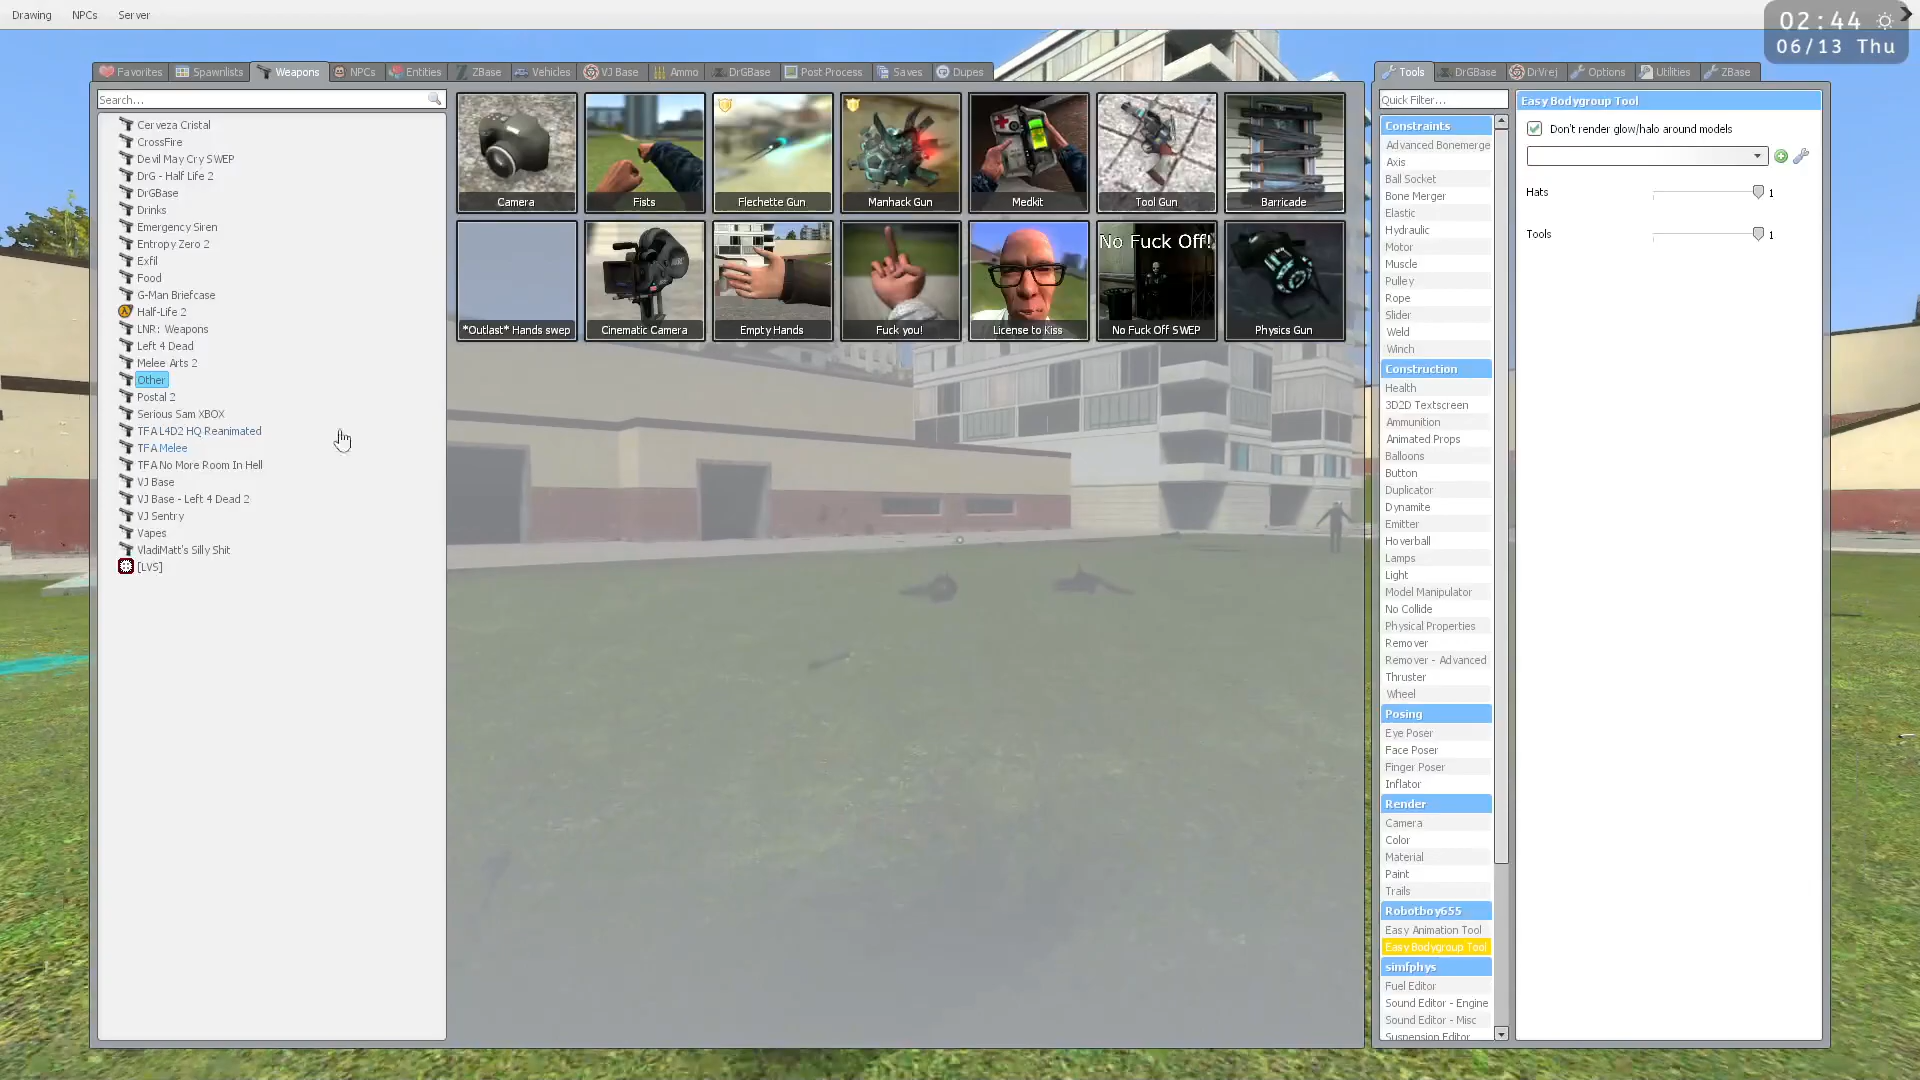 Drawing NPCs Server
02:44
06/13 Thu
Favorites Spawnlists Weapons NPCs Entities ZBase Vehicles VJ Base Ammo DrGBase Post Process Saves Dupes
Search...
Cerveza Cristal
CrossFire
Devil May Cry SWEP
DrG - Half Life 2
DrGBase
Drinks
Emergency Siren
Entropy Zero 2
Exfil
Food
G-Man Briefcase
Half-Life 2
LNR: Weapons
Left 4 Dead
Melee Arts 2
Other
Postal 2
Serious Sam XBOX
TFA L4D2 HQ Reanimated
TFA Melee
TFA No More Room In Hell
VJ Base
VJ Base - Left 4 Dead 2
VJ Sentry
Vapes
VladiMatt's Silly Shit
[LVS]
Camera Fists Flechette Gun Manhack Gun Medkit Tool Gun Barricade
No Fuck Off!
*Outlast* Hands swep Cinematic Camera Empty Hands Fuck you! License to Kiss No Fuck Off SWEP Physics Gun
Tools DrGBase DrVrej Options Utilities ZBase
Quick Filter...
Constraints
Advanced Bonemerge
Axis
Ball Socket
Bone Merger
Elastic
Hydraulic
Motor
Muscle
Pulley
Rope
Slider
Weld
Winch
Construction
Health
3D2D Textscreen
Ammunition
Animated Props
Balloons
Button
Duplicator
Dynamite
Emitter
Hoverball
Lamps
Light
Model Manipulator
No Collide
Physical Properties
Remover
Remover - Advanced
Thruster
Wheel
Posing
Eye Poser
Face Poser
Finger Poser
Inflator
Render
Camera
Color
Material
Paint
Trails
Robotboy655
Easy Animation Tool
Easy Bodygroup Tool
simfphys
Fuel Editor
Sound Editor - Engine
Sound Editor - Misc
Suspension Editor
Easy Bodygroup Tool
Don't render glow/halo around models
Hats 1
Tools 1